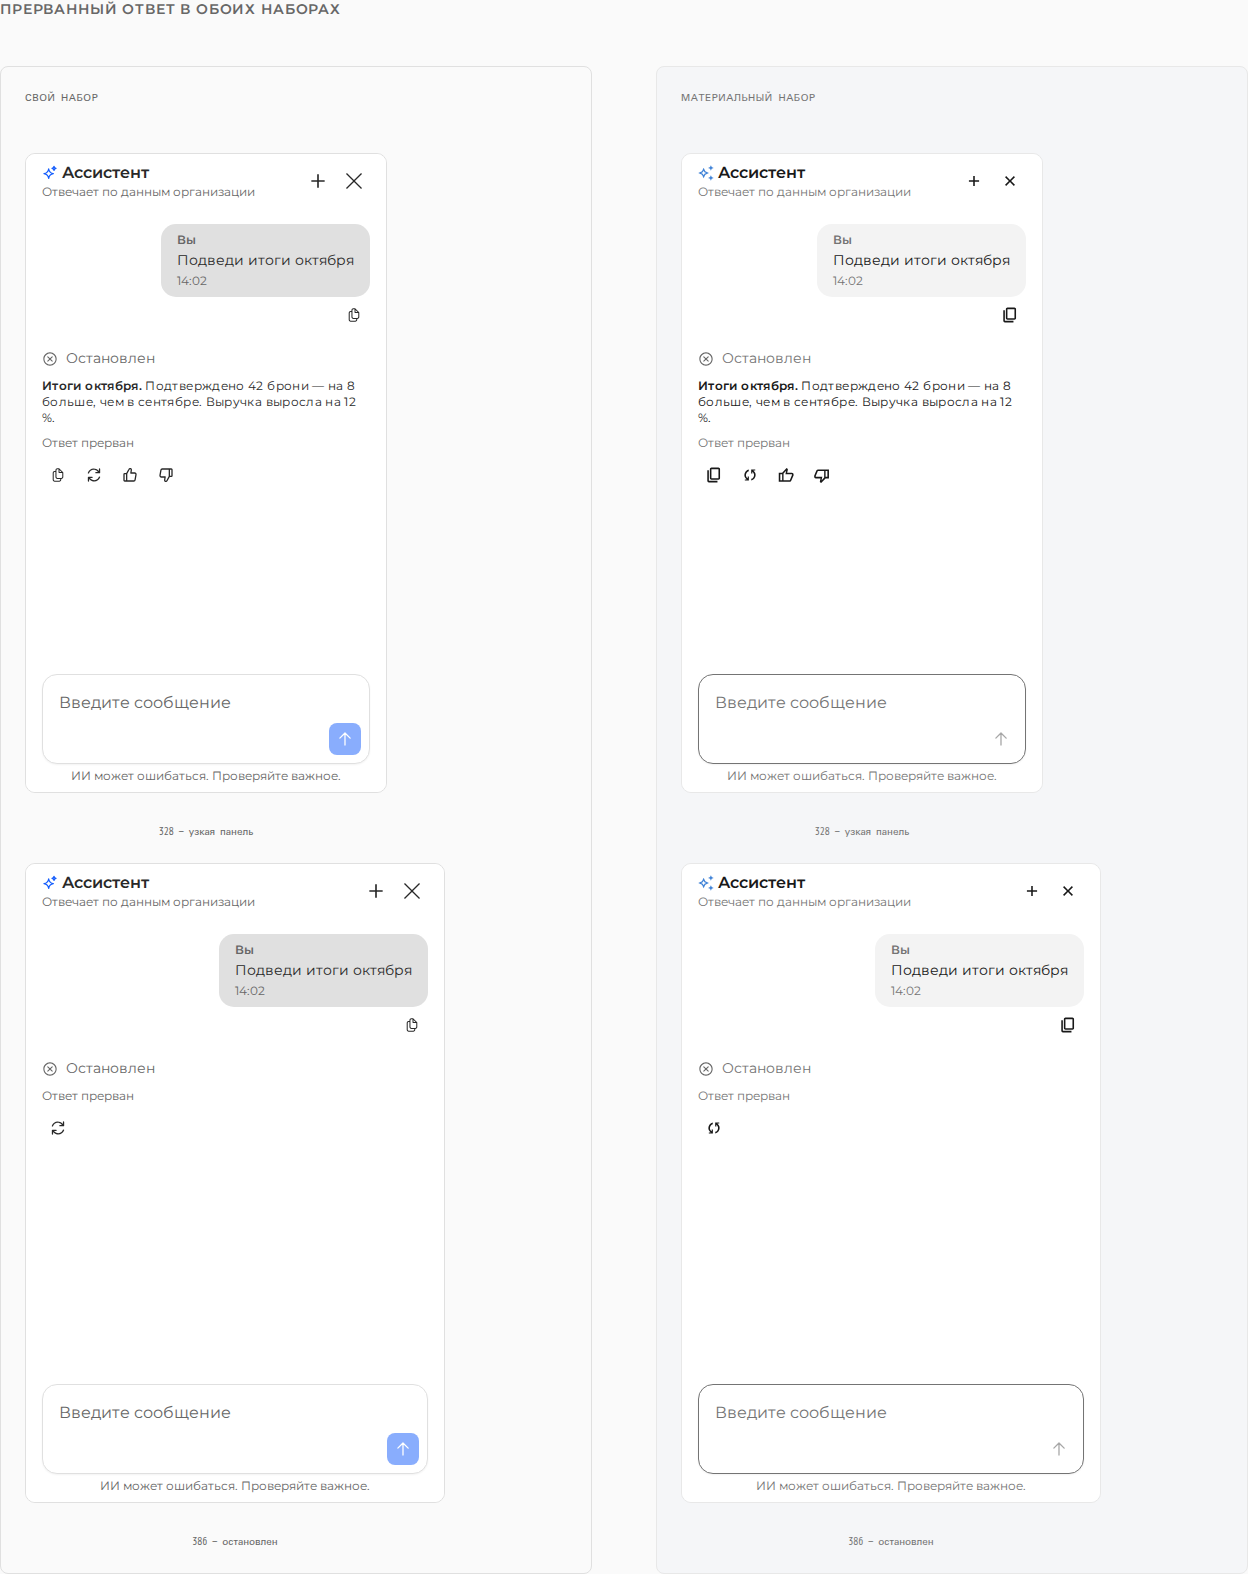 ПРЕРВАННЫЙ ОТВЕТ В ОБОИХ НАБОРАХ
СВОЙ НАБОР
Ассистент
Отвечает по данным организации
Вы
Подведи итоги октября
14:02
Остановлен
Итоги октября. Подтверждено 42 брони — на 8
больше, чем в сентябре. Выручка выросла на 12
%.
Ответ прерван
Введите сообщение
ИИ может ошибаться. Проверяйте важное.
328 — узкая панель
Ассистент
Отвечает по данным организации
Вы
Подведи итоги октября
14:02
Остановлен
Ответ прерван
Введите сообщение
ИИ может ошибаться. Проверяйте важное.
386 — остановлен
МАТЕРИАЛЬНЫЙ НАБОР
Ассистент
Отвечает по данным организации
Вы
Подведи итоги октября
14:02
Остановлен
Итоги октября. Подтверждено 42 брони — на 8
больше, чем в сентябре. Выручка выросла на 12
%.
Ответ прерван
Введите сообщение
ИИ может ошибаться. Проверяйте важное.
328 — узкая панель
Ассистент
Отвечает по данным организации
Вы
Подведи итоги октября
14:02
Остановлен
Ответ прерван
Введите сообщение
ИИ может ошибаться. Проверяйте важное.
386 — остановлен